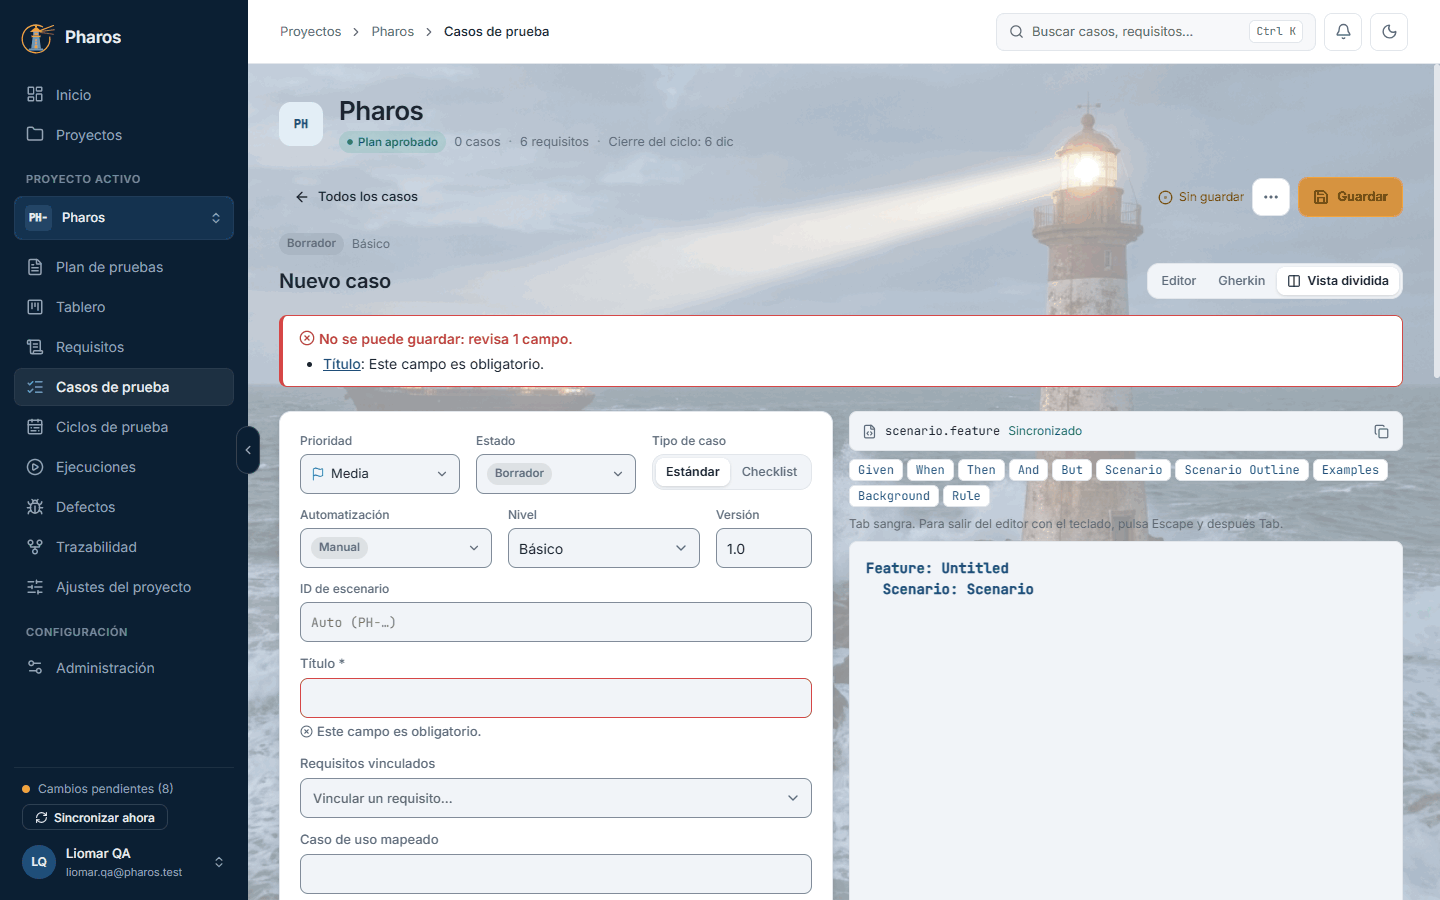 Pharos
Inicio
Proyectos
PROYECTO ACTIVO
PH- Pharos
Plan de pruebas
Tablero
Requisitos
Casos de prueba
Ciclos de prueba
Ejecuciones
Defectos
Trazabilidad
Ajustes del proyecto
CONFIGURACIÓN
Administración
Cambios pendientes (8)
Sincronizar ahora
LQ
Liomar QA
liomar.qa@pharos.test
Proyectos > Pharos > Casos de prueba
Buscar casos, requisitos... Ctrl K
PH
Pharos
Plan aprobado 0 casos · 6 requisitos · Cierre del ciclo: 6 dic
Todos los casos
Sin guardar
Guardar
Borrador Básico
Nuevo caso
Editor Gherkin Vista dividida
No se puede guardar: revisa 1 campo.
• Título: Este campo es obligatorio.
Prioridad Estado Tipo de caso
Media Borrador Estándar Checklist
Automatización Nivel Versión
Manual Básico 1.0
ID de escenario
Auto (PH-…)
Título *
Este campo es obligatorio.
Requisitos vinculados
Vincular un requisito...
Caso de uso mapeado
scenario.feature Sincronizado
Given When Then And But Scenario Scenario Outline Examples
Background Rule
Tab sangra. Para salir del editor con el teclado, pulsa Escape y después Tab.
Feature: Untitled
Scenario: Scenario